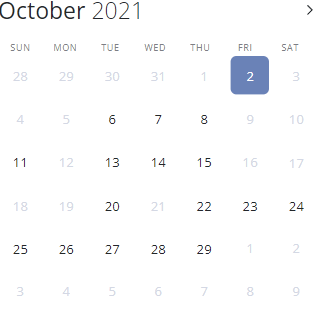 October 2021
SUN MON TUE WED THU FRI SAT
28 29 30 31 1 2 3
4 5 6 7 8 9 10
11 12 13 14 15 16 17
18 19 20 21 22 23 24
25 26 27 28 29 1 2
3 4 5 6 7 8 9